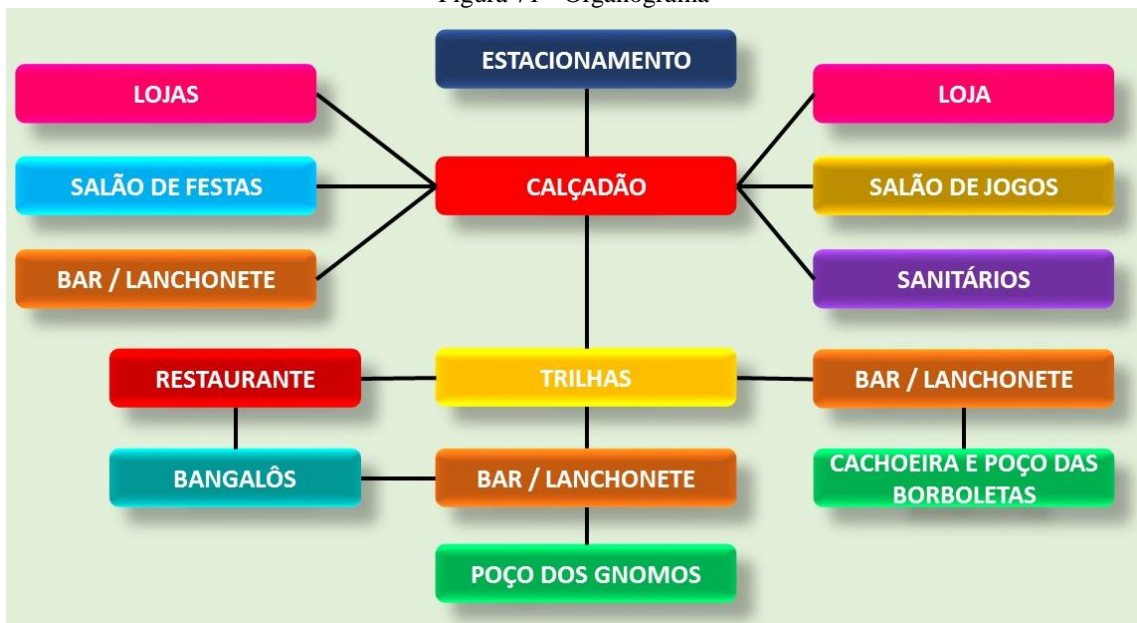 Figura 71 - Organograma
ESTACIONAMENTO
LOJAS
LOJA
SALÃO DE FESTAS
CALÇADÃO
SALÃO DE JOGOS
BAR / LANCHONETE
SANITÁRIOS
RESTAURANTE
TRILHAS
BAR / LANCHONETE
BANGALÔS
BAR / LANCHONETE
CACHOEIRA E POÇO DAS
BORBOLETAS
POÇO DOS GNOMOS